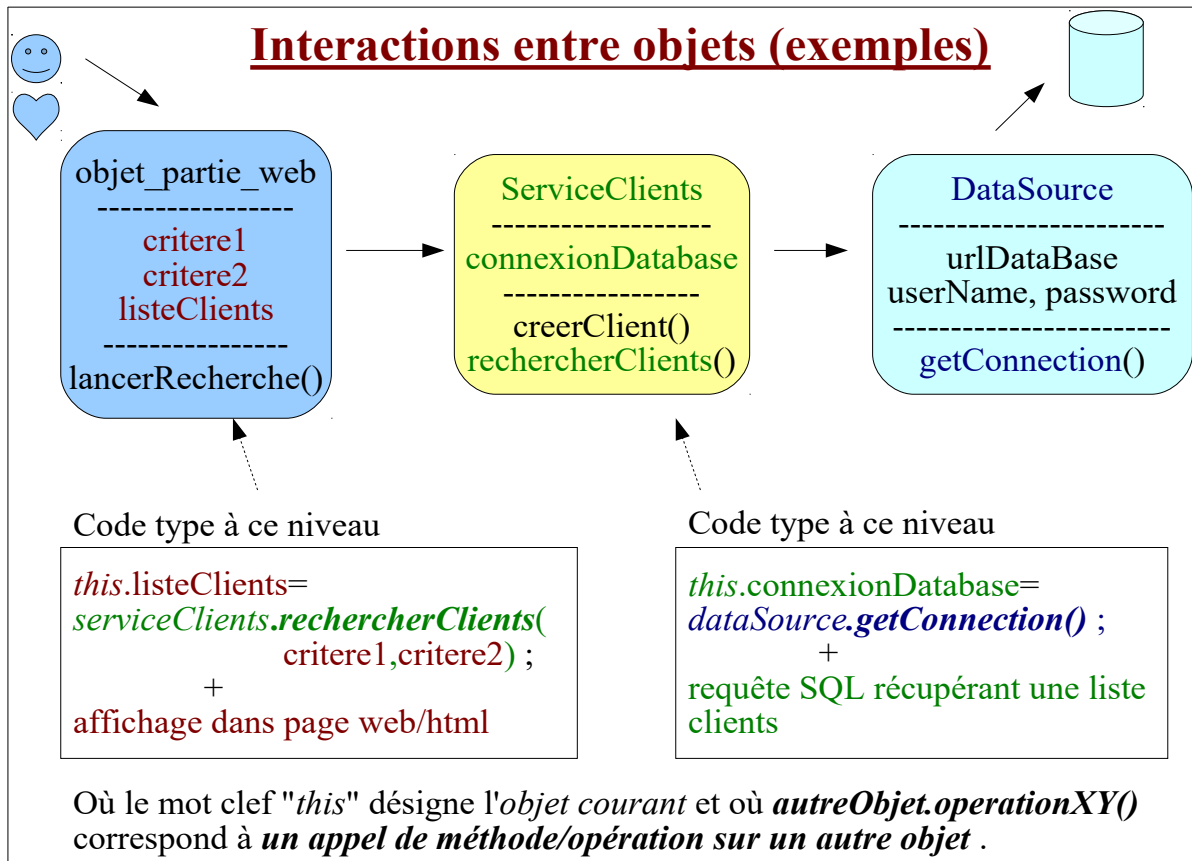 Interactions entre objets (exemples)
objet_partie_web
-----------------
critere1
critere2
listeClients
----------------
lancerRecherche()
ServiceClients
-------------------
connexionDatabase
-----------------
creerClient()
rechercherClients()
DataSource
-----------------------
urlDataBase
userName, password
------------------------
getConnection()
Code type à ce niveau
this.listeClients=
serviceClients.rechercherClients(
critere1,critere2) ;
+
affichage dans page web/html
Code type à ce niveau
this.connexionDatabase=
dataSource.getConnection() ;
+
requête SQL récupérant une liste
clients
Où le mot clef "this" désigne l'objet courant et où autreObjet.operationXY()
correspond à un appel de méthode/opération sur un autre objet .